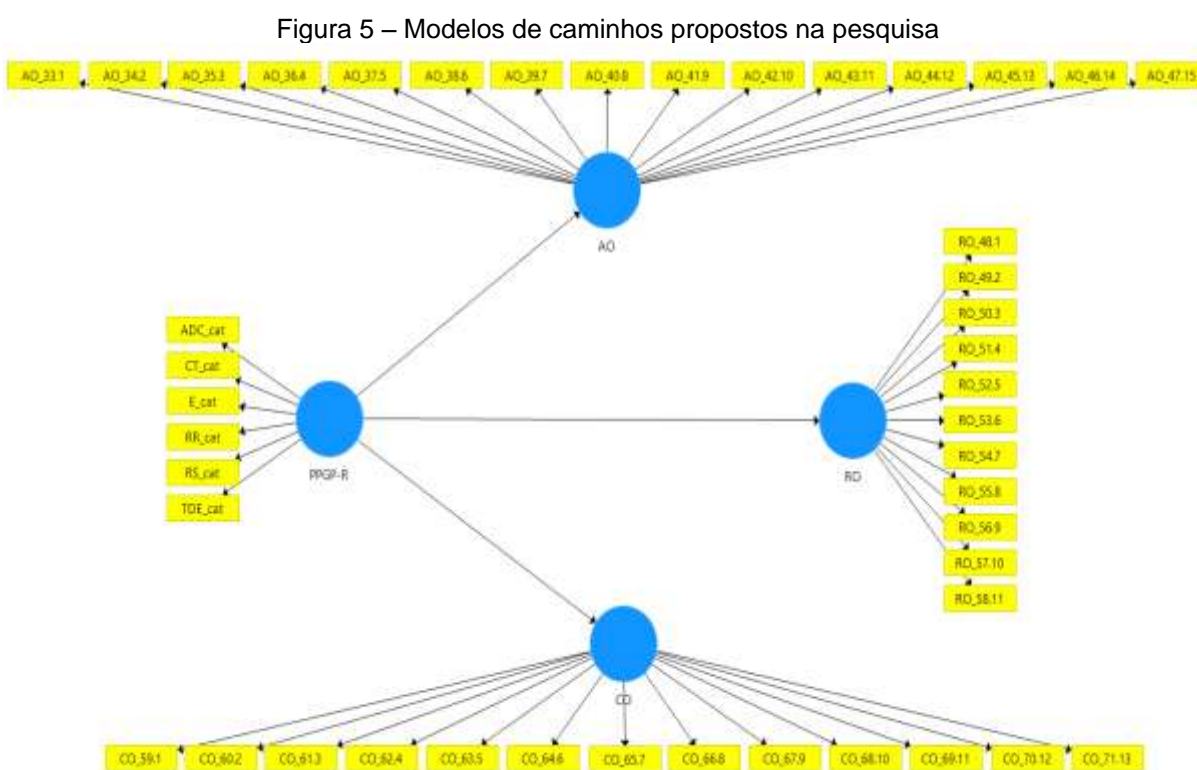 Figura 5 – Modelos de caminhos propostos na pesquisa
AO_33.1 AO_34.2 AO_35.3 AO_36.4 AO_37.5 AO_38.6 AO_39.7 AO_40.8 AO_41.9 AO_42.10 AO_43.11 AO_44.12 AO_45.13 AO_46.14 AO_47.15
AO
RO_48.1
RO_49.2
RO_50.3
RO_51.4
RO_52.5
RO_53.6
RO_54.7
RO_55.8
RO_56.9
RO_57.10
RO_58.11
ADC_cat
CT_cat
E_cat
RR_cat
RS_cat
TDE_cat
PPGP-R
RO
CO
CO_59.1 CO_60.2 CO_61.3 CO_62.4 CO_63.5 CO_64.6 CO_65.7 CO_66.8 CO_67.9 CO_68.10 CO_69.11 CO_70.12 CO_71.13